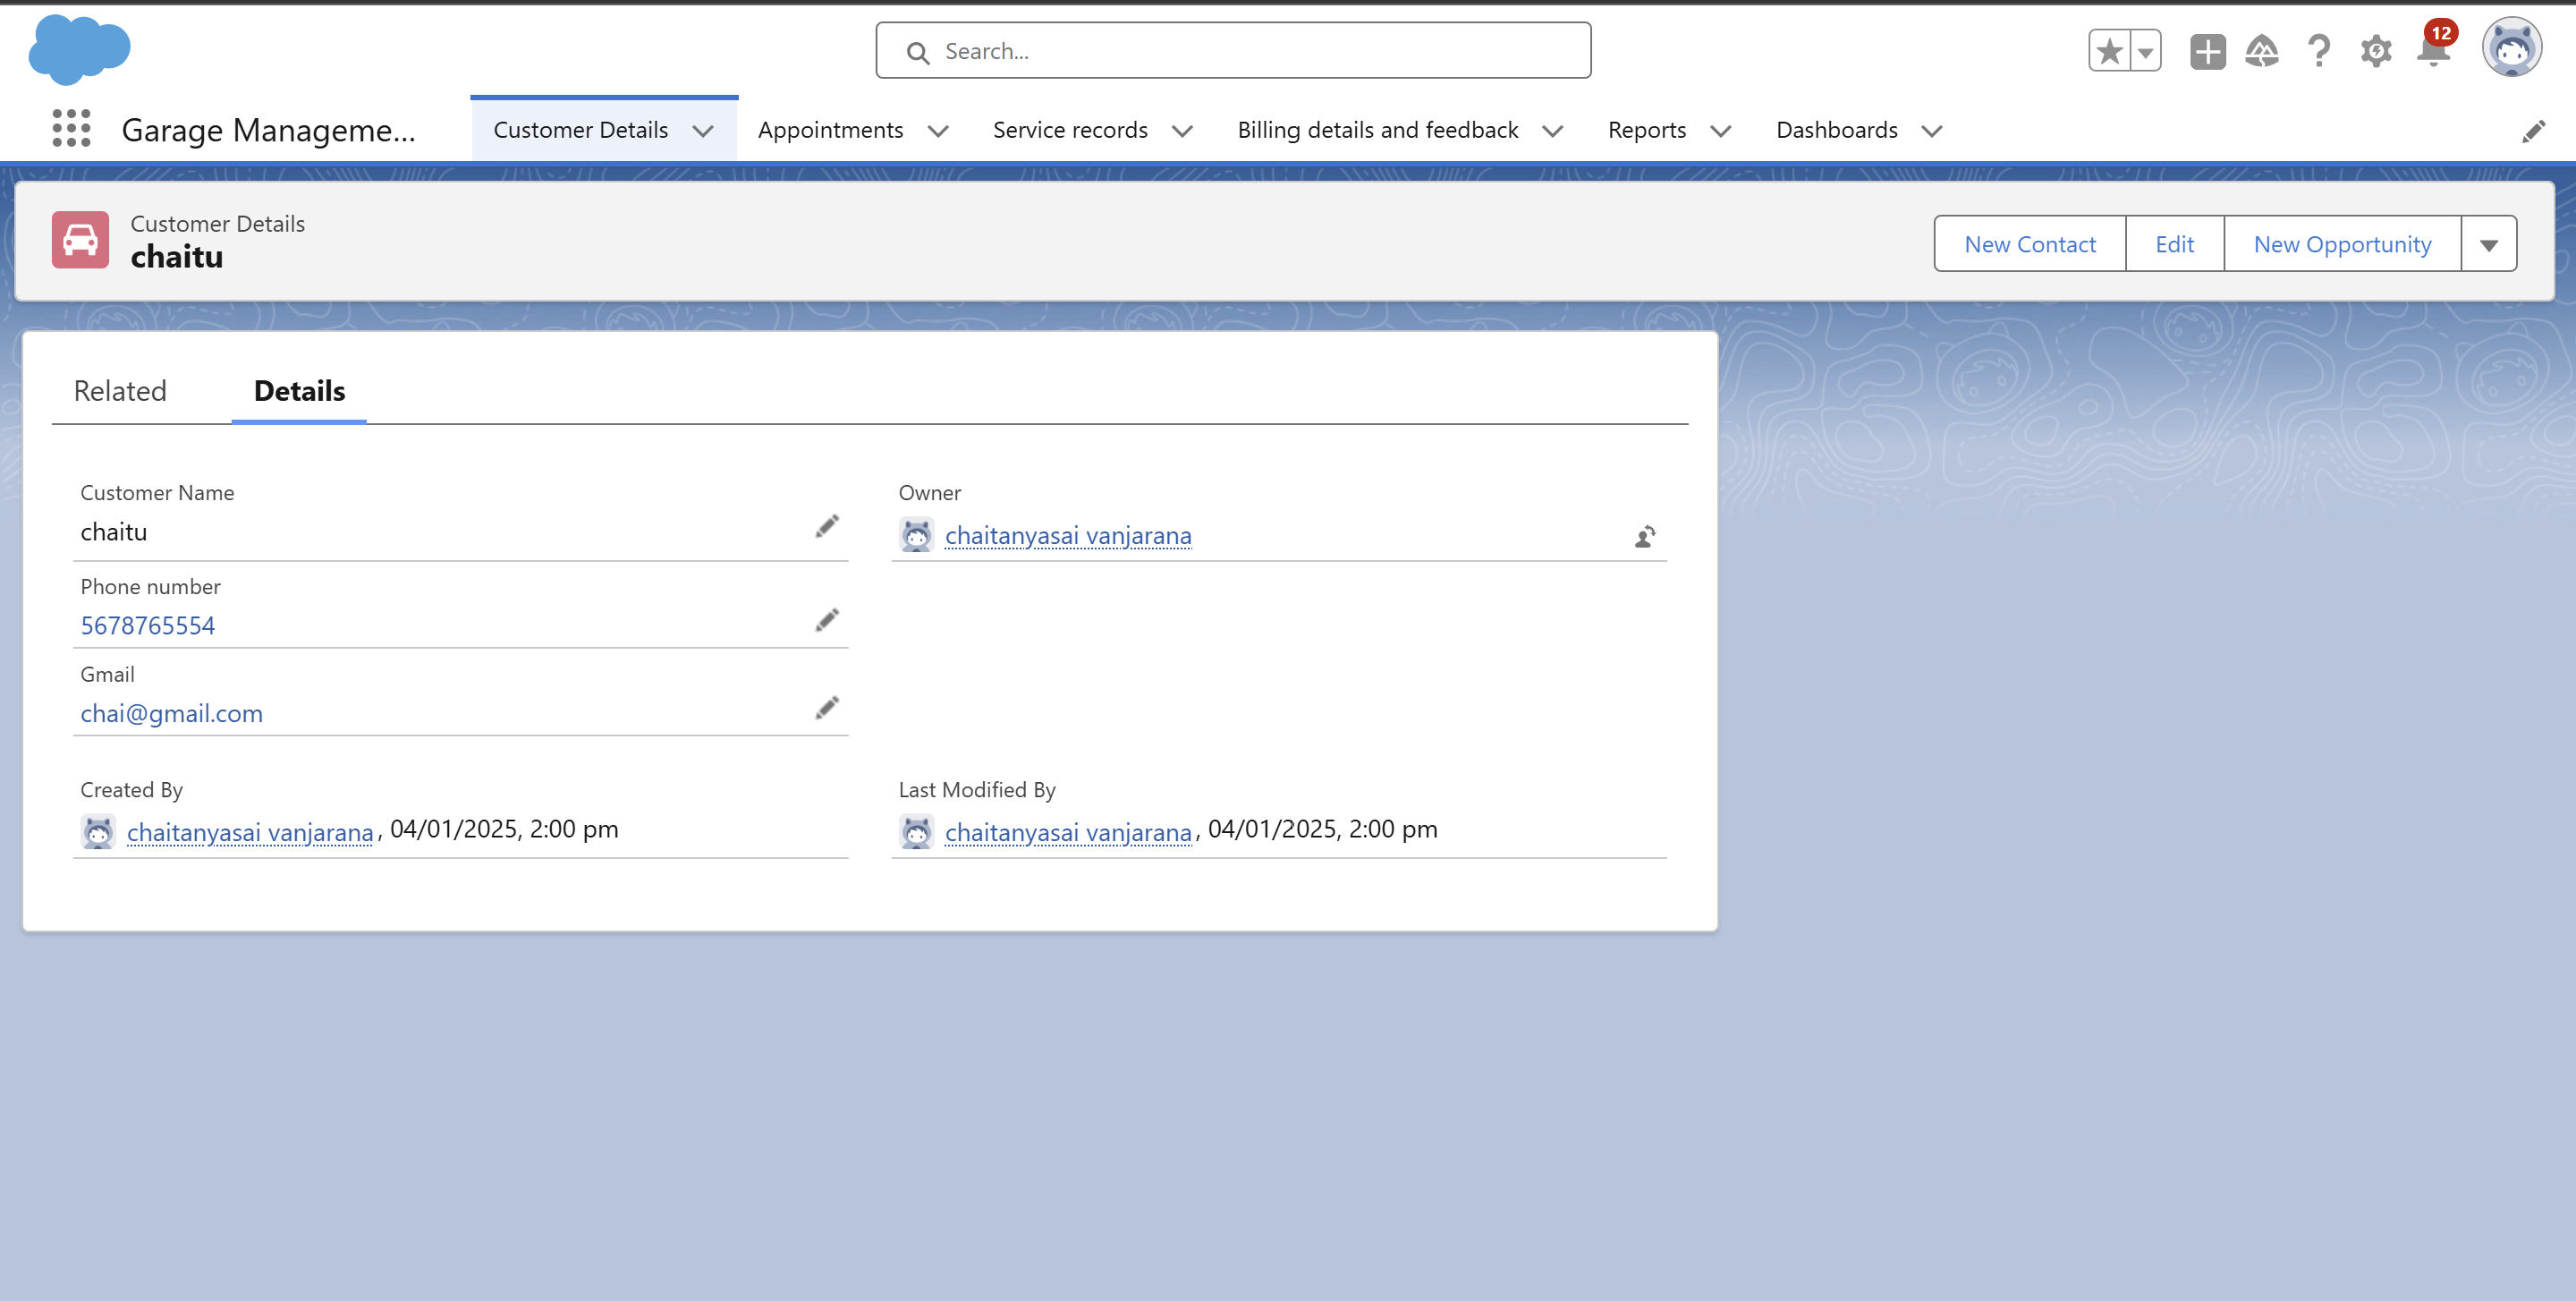 Search...
12
Garage Manageme...
Customer Details
Appointments
Service records
Billing details and feedback
Reports
Dashboards
Customer Details
chaitu
New Contact
Edit
New Opportunity
Related
Details
Customer Name
chaitu
Owner
chaitanyasai vanjarana
Phone number
5678765554
Gmail
chai@gmail.com
Created By
chaitanyasai vanjarana, 04/01/2025, 2:00 pm
Last Modified By
chaitanyasai vanjarana, 04/01/2025, 2:00 pm